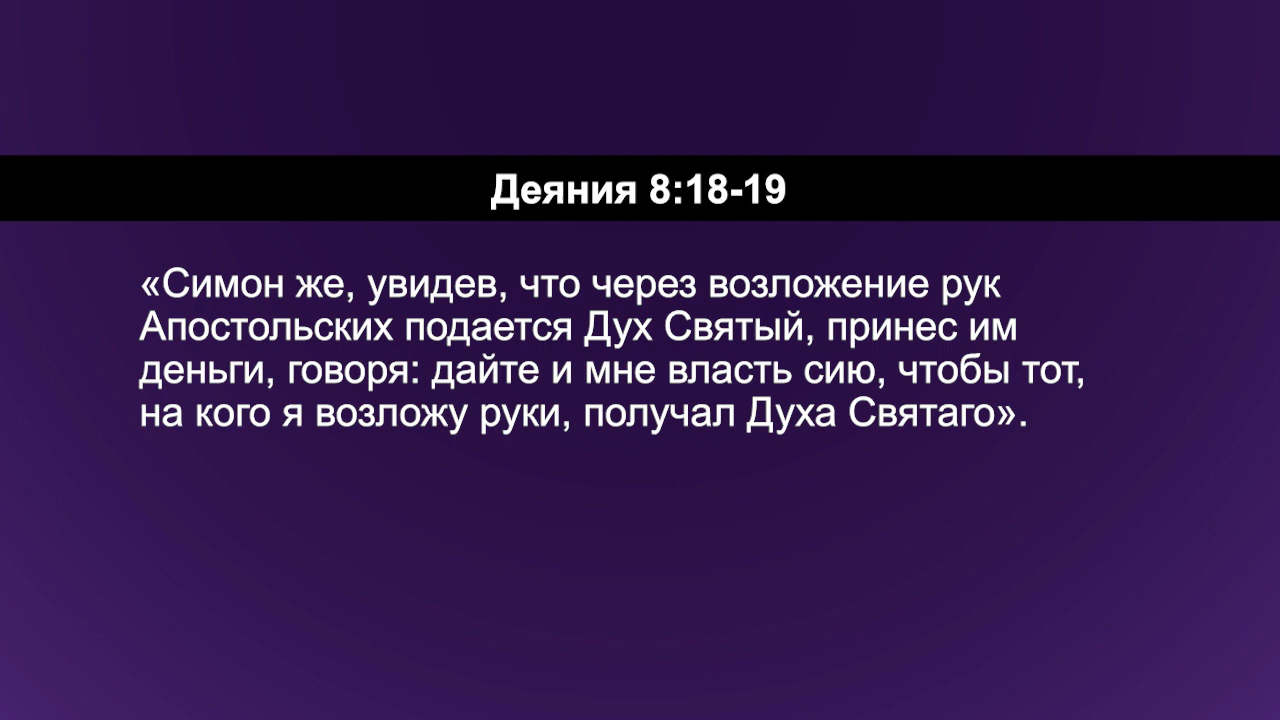 Деяния 8:18-19
«Симон же, увидев, что через возложение рук
Апостольских подается Дух Святый, принес им
деньги, говоря: дайте и мне власть сию, чтобы тот,
на кого я возложу руки, получал Духа Святаго».